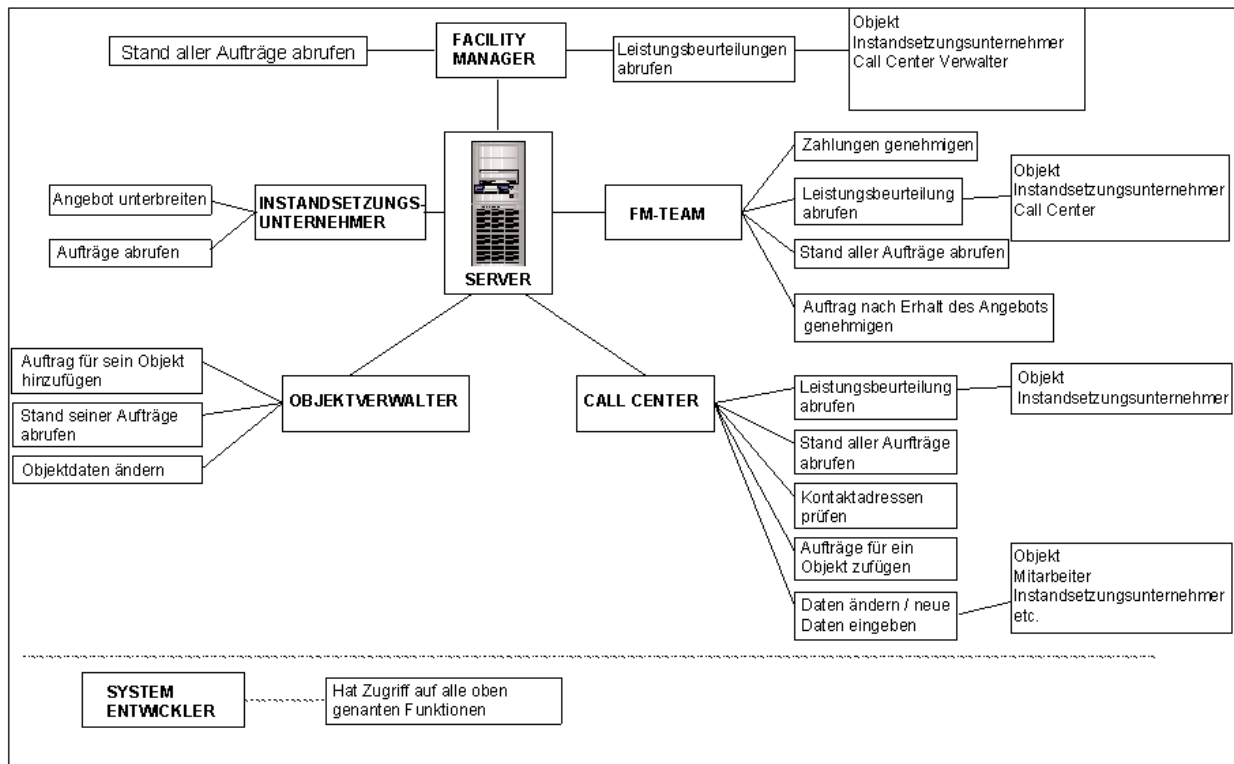 Stand aller Aufträge abrufen
FACILITY
MANAGER
Leistungsbeurteilungen
abrufen
Objekt
Instandsetzungsunternehmer
Call Center Verwalter
Angebot unterbreiten
Aufträge abrufen
INSTANDSETZUNGS-
UNTERNEHMER
SERVER
FM-TEAM
Zahlungen genehmigen
Leistungsbeurteilung
abrufen
Objekt
Instandsetzungsunternehmer
Call Center
Stand aller Aufträge abrufen
Auftrag nach Erhalt des Angebots
genehmigen
Auftrag für sein Objekt
hinzufügen
Stand seiner Aufträge
abrufen
Objektdaten ändern
OBJEKTVERWALTER
CALL CENTER
Leistungsbeurteilung
abrufen
Objekt
Instandsetzungsunternehmer
Stand aller Aurfträge
abrufen
Kontaktadressen
prüfen
Aufträge für ein
Objekt zufügen
Daten ändern / neue
Daten eingeben
Objekt
Mitarbeiter
Instandsetzungsunternehmer
etc.
SYSTEM
ENTWICKLER
Hat Zugriff auf alle oben
genanten Funktionen